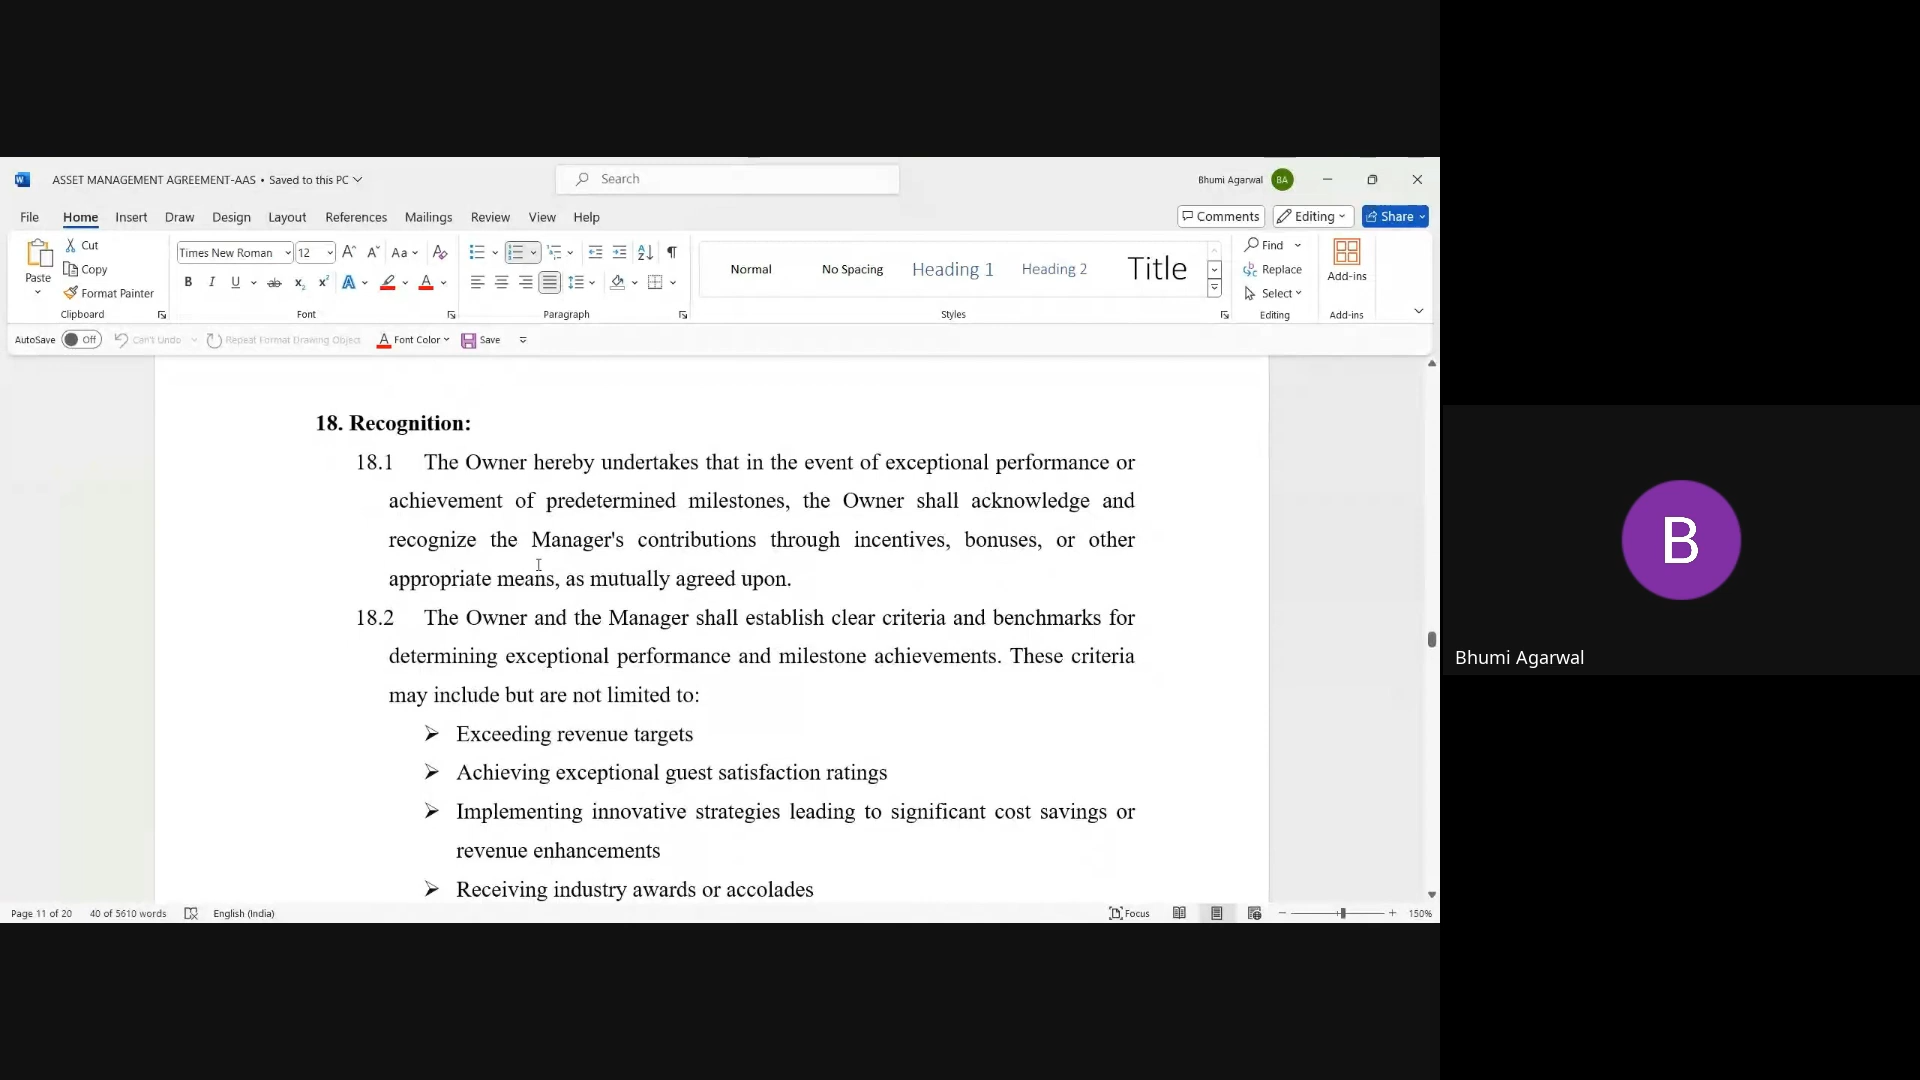 ASSET MANAGEMENT AGREEMENT-AAS • Saved to this PC
Search
Bhumi Agarwal
BA
File Home Insert Draw Design Layout References Mailings Review View Help
Comments
Editing
Share
Paste
Cut
Copy
Format Painter
Clipboard
Times New Roman
12
Font
Paragraph
Normal
No Spacing
Heading 1
Heading 2
Title
Styles
Find
Replace
Select
Editing
Add-ins
Add-ins
AutoSave Off Can't Undo Repeat Format Drawing Object Font Color Save
18. Recognition:
18.1 The Owner hereby undertakes that in the event of exceptional performance or
achievement of predetermined milestones, the Owner shall acknowledge and
recognize the Manager's contributions through incentives, bonuses, or other
appropriate means, as mutually agreed upon.
18.2 The Owner and the Manager shall establish clear criteria and benchmarks for
determining exceptional performance and milestone achievements. These criteria
may include but are not limited to:
➢ Exceeding revenue targets
➢ Achieving exceptional guest satisfaction ratings
➢ Implementing innovative strategies leading to significant cost savings or
revenue enhancements
➢ Receiving industry awards or accolades
Page 11 of 20 40 of 5610 words English (India) Focus 150%
B
Bhumi Agarwal